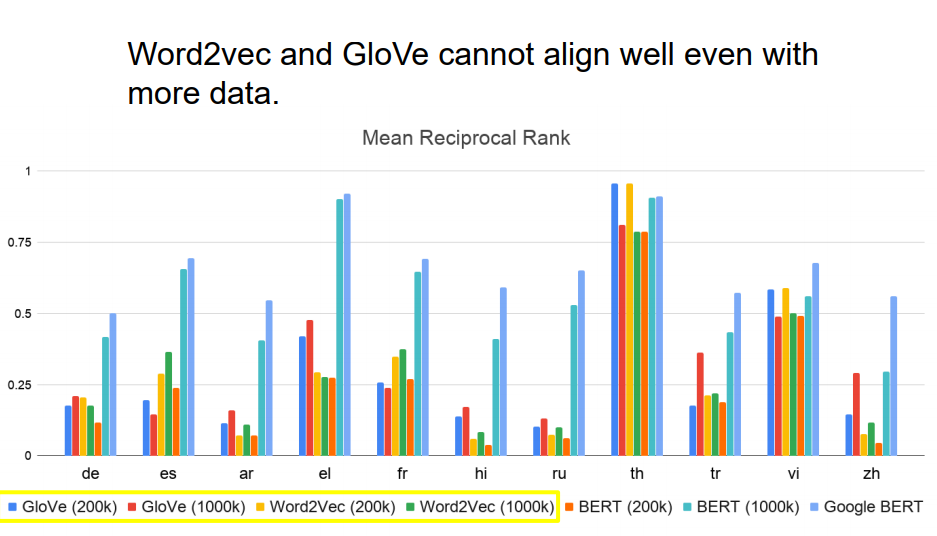 Word2vec and GloVe cannot align well even with
more data.
Mean Reciprocal Rank
1
0.75
0.5
0.25
0
de es ar el fr hi ru th tr vi zh
GloVe (200k) GloVe (1000k) Word2Vec (200k) Word2Vec (1000k) BERT (200k) BERT (1000k) Google BERT